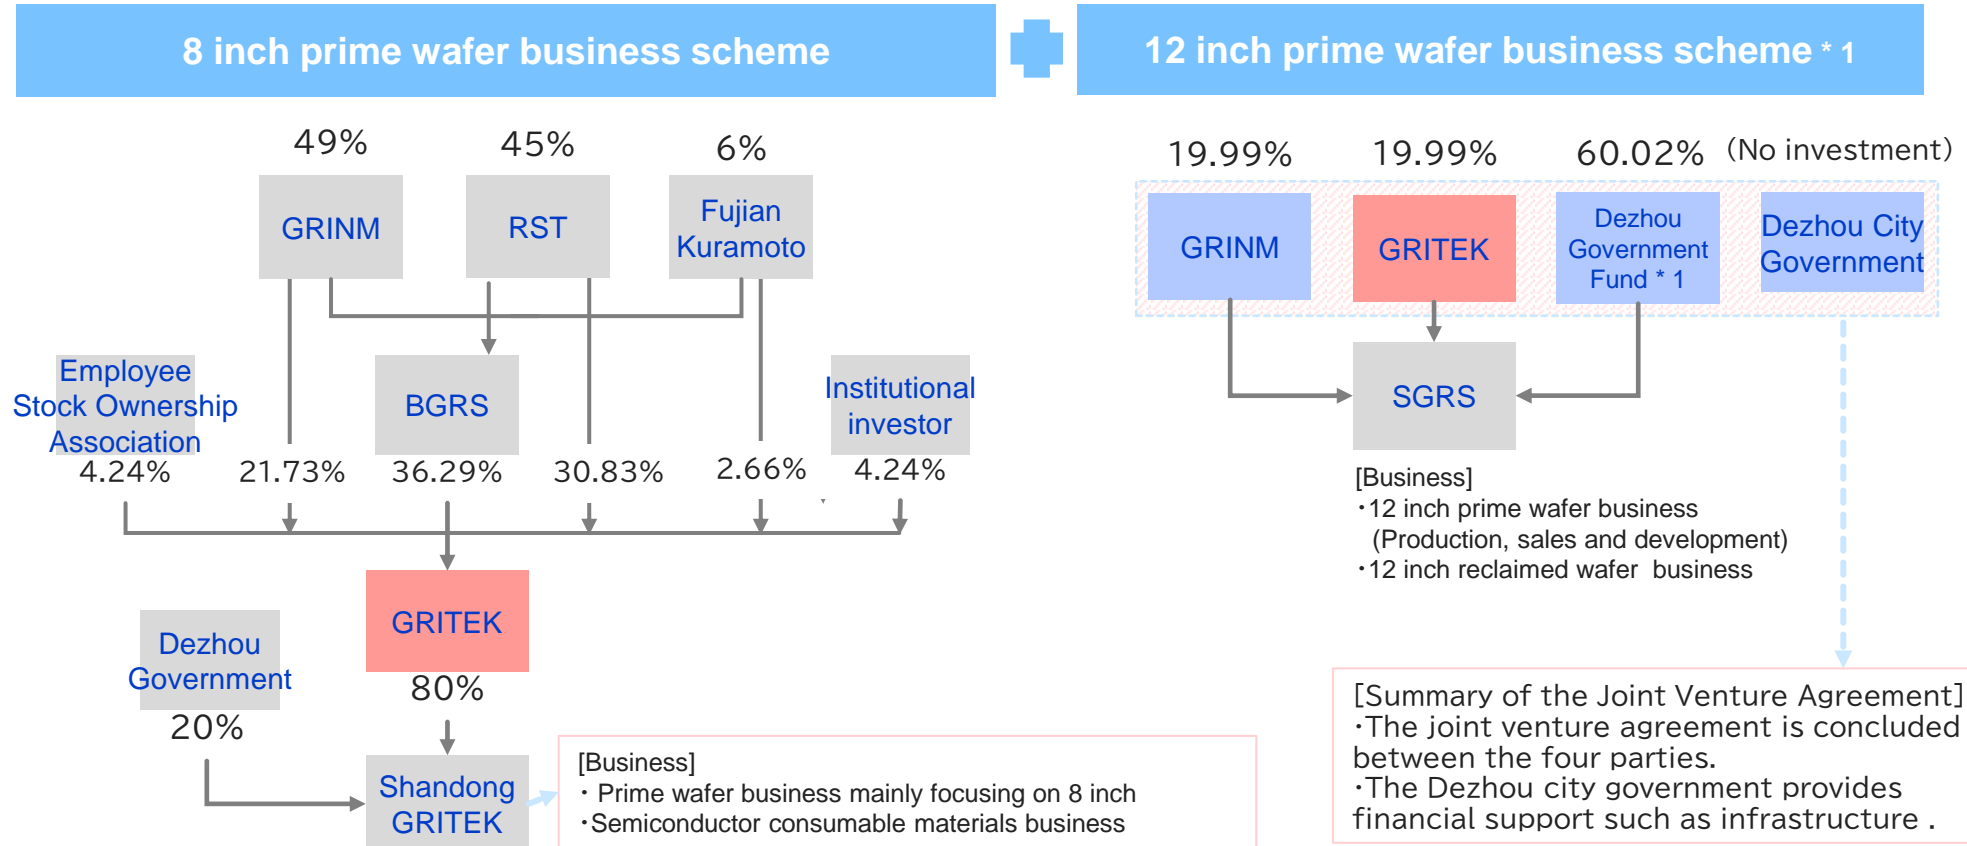 8 inch prime wafer business scheme
12 inch prime wafer business scheme * 1
49%
45%
6%
GRINM
RST
Fujian
Kuramoto
Employee
Stock Ownership
Association
BGRS
Institutional
investor
4.24%
21.73%
36.29%
30.83%
2.66%
4.24%
GRITEK
Dezhou
Government
80%
20%
Shandong
GRITEK
[Business]
・ Prime wafer business mainly focusing on 8 inch
・Semiconductor consumable materials business
19.99%
19.99%
60.02%
(No investment)
GRINM
GRITEK
Dezhou
Government
Fund * 1
Dezhou City
Government
SGRS
[Business]
・12 inch prime wafer business
(Production, sales and development)
・12 inch reclaimed wafer business
[Summary of the Joint Venture Agreement]
・The joint venture agreement is concluded
between the four parties.
・The Dezhou city government provides
financial support such as infrastructure .